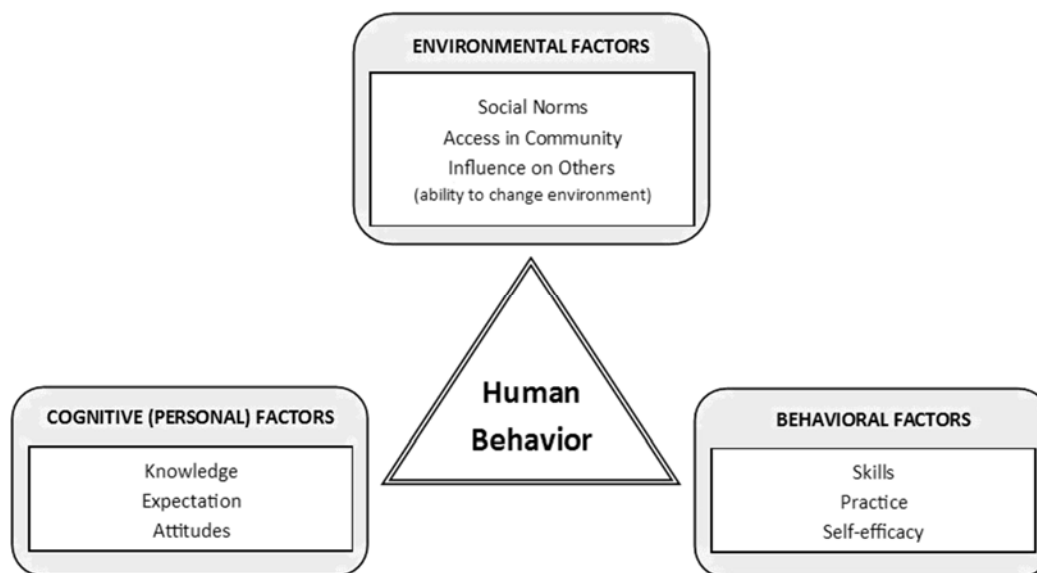 ENVIRONMENTAL FACTORS
Social Norms
Access in Community
Influence on Others
(ability to change environment)
Human
Behavior
COGNITIVE (PERSONAL) FACTORS
Knowledge
Expectation
Attitudes
BEHAVIORAL FACTORS
Skills
Practice
Self-efficacy